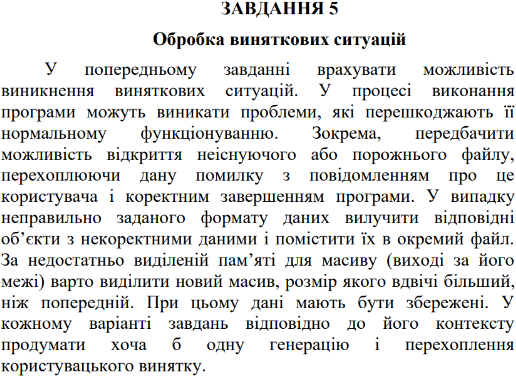 ЗАВДАННЯ 5
Обробка виняткових ситуацій
У попередньому завданні врахувати можливість
виникнення виняткових ситуацій. У процесі виконання
програми можуть виникати проблеми, які перешкоджають її
нормальному функціонуванню. Зокрема, передбачити
можливість відкриття неіснуючого або порожнього файлу,
перехоплюючи дану помилку з повідомленням про це
користувача і коректним завершенням програми. У випадку
неправильно заданого формату даних вилучити відповідні
об’єкти з некоректними даними і помістити їх в окремий файл.
За недостатньо виділеній пам’яті для масиву (виході за його
межі) варто виділити новий масив, розмір якого вдвічі більший,
ніж попередній. При цьому дані мають бути збережені. У
кожному варіанті завдань відповідно до його контексту
продумати хоча б одну генерацію і перехоплення
користувацького винятку.